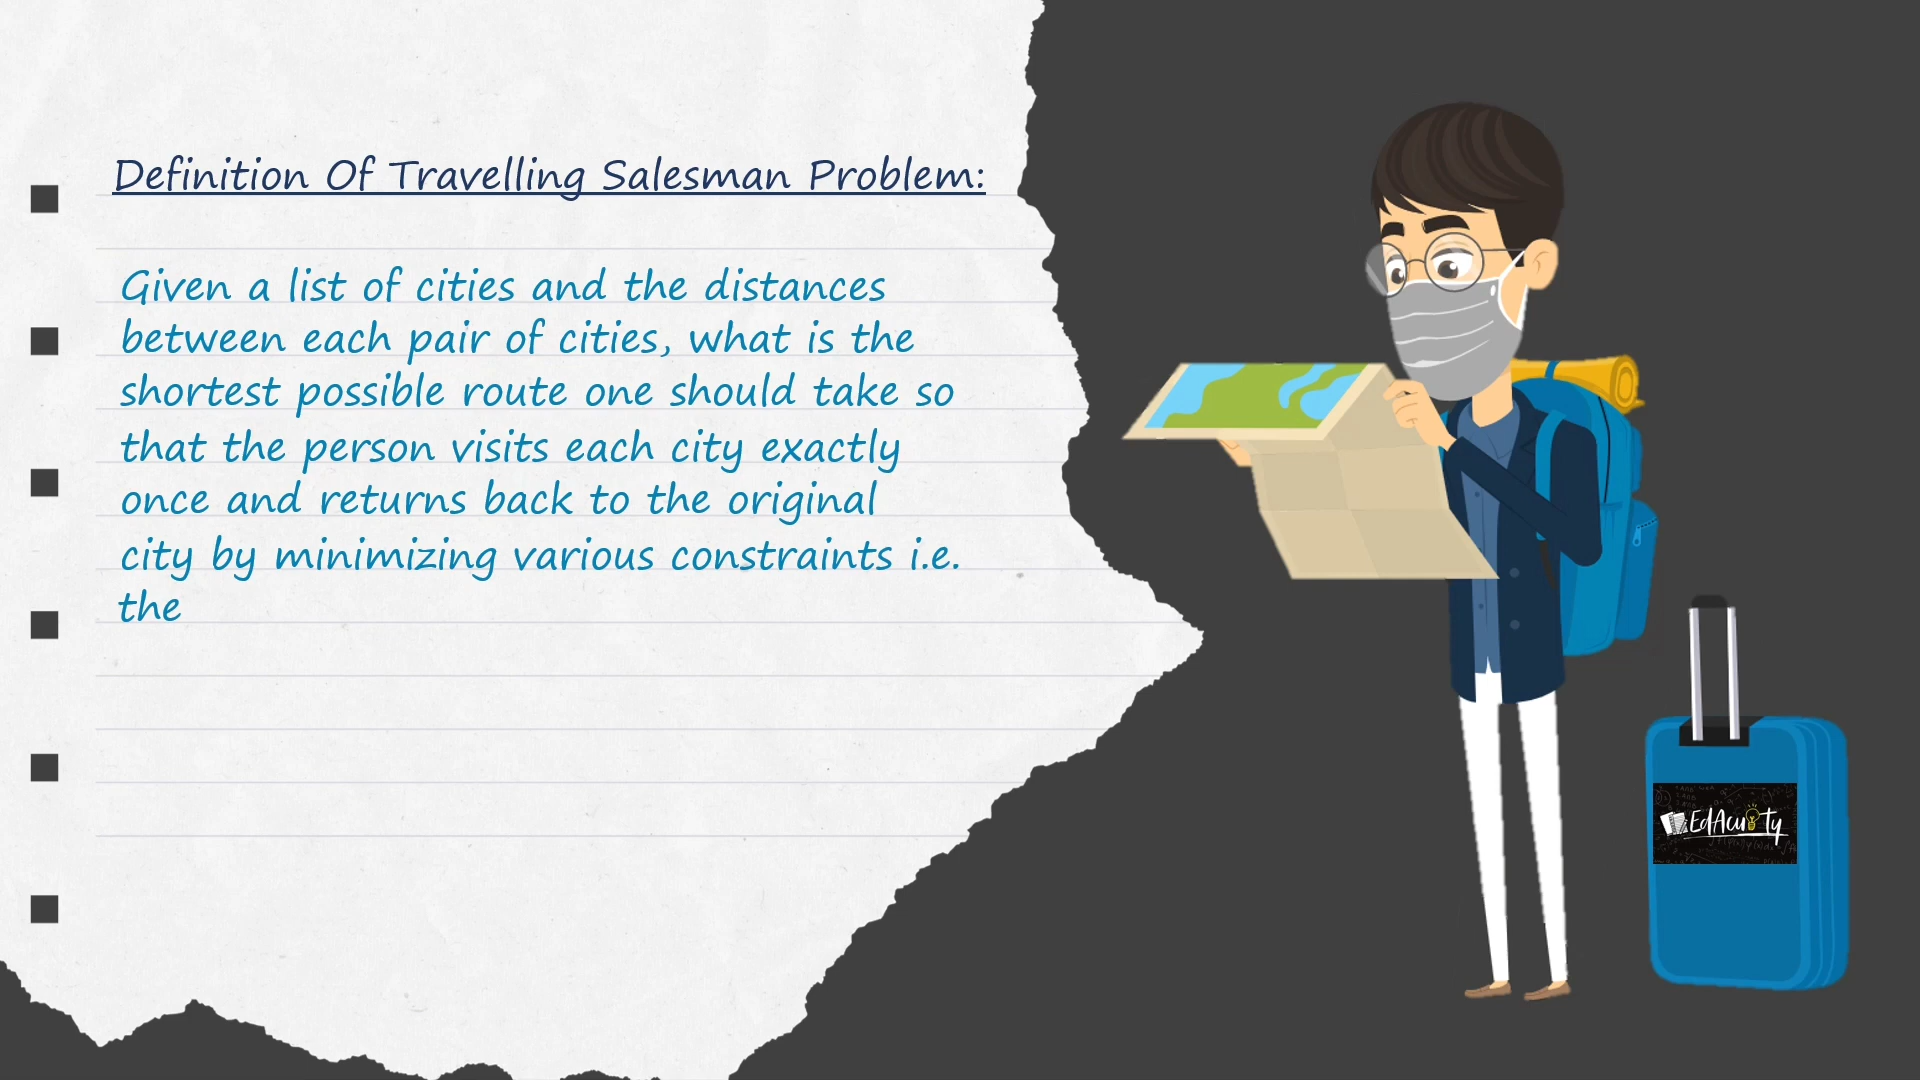 Definition Of Travelling Salesman Problem:
Given a list of cities and the distances
between each pair of cities, what is the
shortest possible route one should take so
that the person visits each city exactly
once and returns back to the original
city by minimizing various constraints i.e.
the
EdAcuity